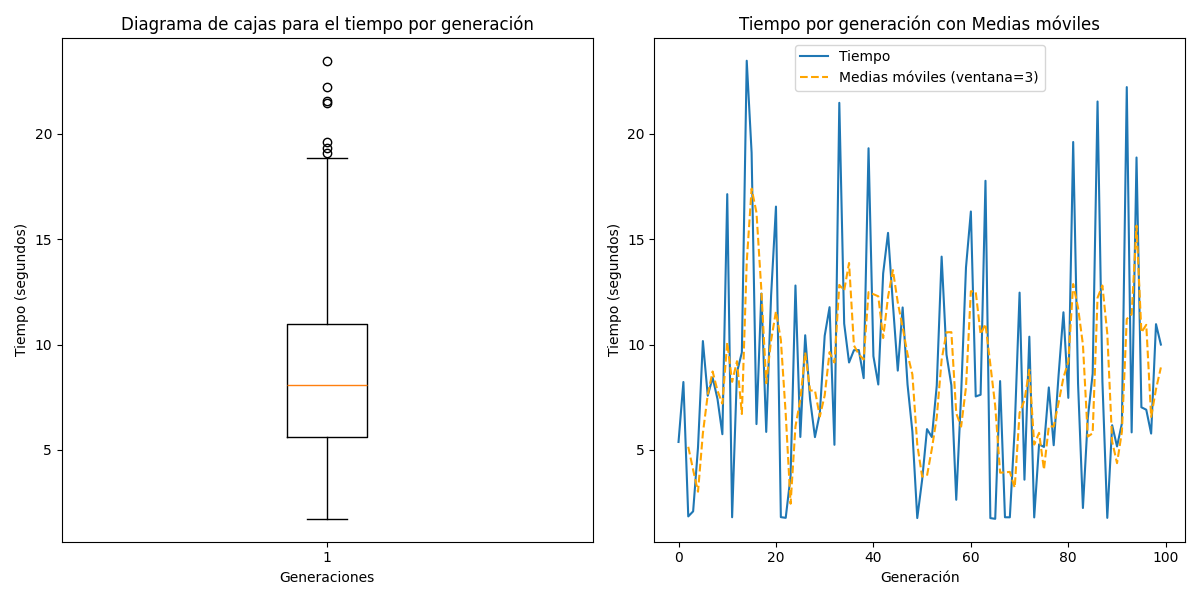 Diagrama de cajas para el tiempo por generación
Tiempo (segundos)
20
15
10
5
1
Generaciones
Tiempo por generación con Medias móviles
Tiempo
Medias móviles (ventana=3)
Tiempo (segundos)
20
15
10
5
0 20 40 60 80 100
Generación